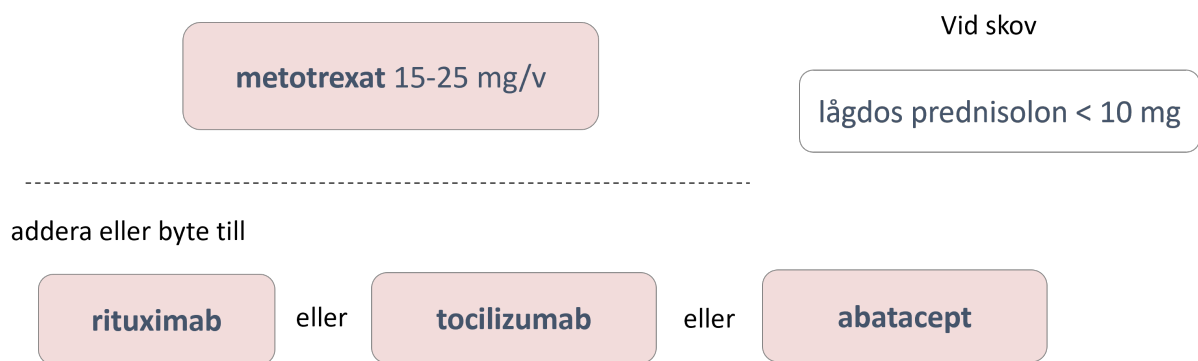 Vid skov
metotrexat 15-25 mg/v
lågdos prednisolon < 10 mg
addera eller byte till
rituximab eller tocilizumab eller abatacept